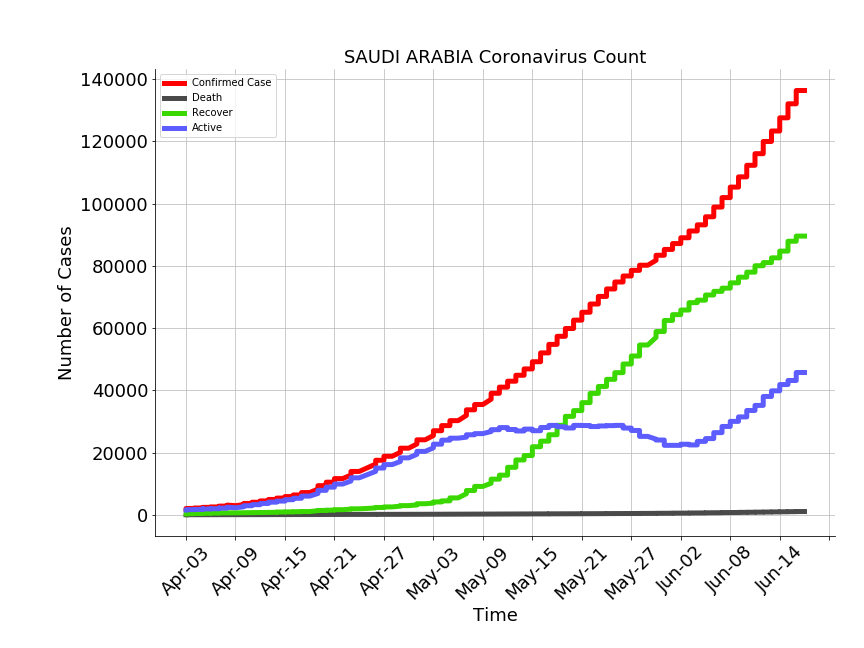 SAUDI ARABIA Coronavirus Count
Confirmed Case
Death
Recover
Active
Number of Cases
140000
120000
100000
80000
60000
40000
20000
0
Apr-03
Apr-09
Apr-15
Apr-21
Apr-27
May-03
May-09
May-15
May-21
May-27
Jun-02
Jun-08
Jun-14
Time